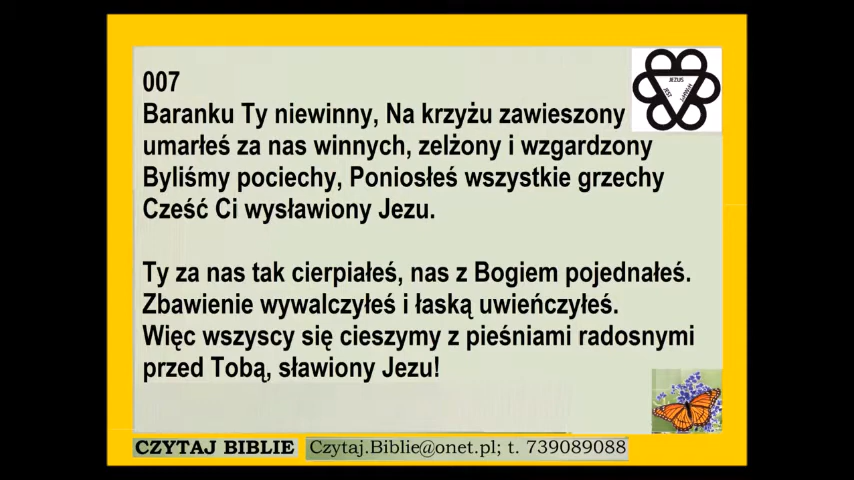 007
Baranku Ty niewinny, Na krzyżu zawieszony
umarłeś za nas winnych, zelżony i wzgardzony
Byliśmy pociechy, Poniosłeś wszystkie grzechy
Cześć Ci wysławiony Jezu.
Ty za nas tak cierpiałeś, nas z Bogiem pojednałeś.
Zbawienie wywalczyłeś i łaską uwieńczyłeś.
Więc wszyscy się cieszymy z pieśniami radosnymi
przed Tobą, sławiony Jezu!
JEZUS
JEST
CZYTAJ BIBLIE
Czytaj.Biblie@onet.pl; t. 739089088